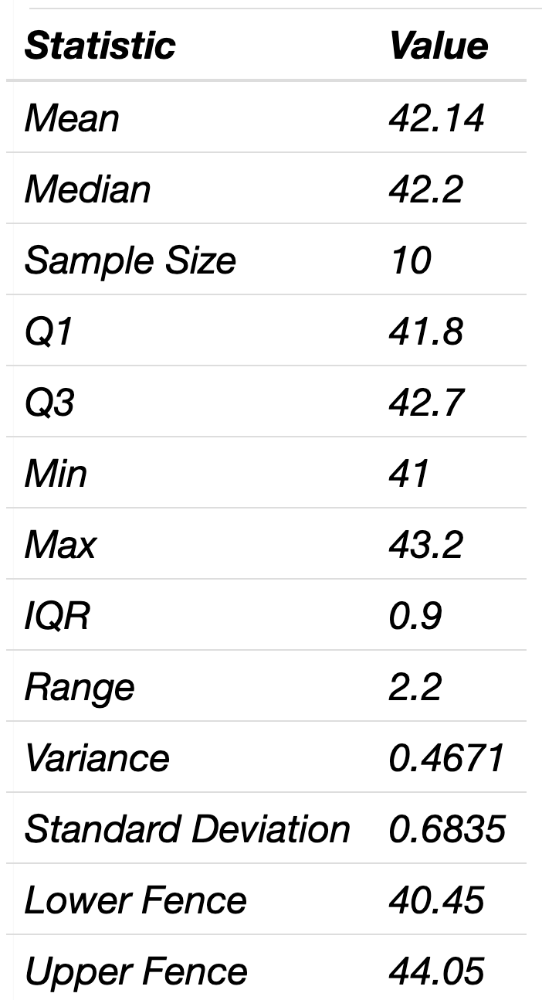 Statistic Value
Mean 42.14
Median 42.2
Sample Size 10
Q1 41.8
Q3 42.7
Min 41
Max 43.2
IQR 0.9
Range 2.2
Variance 0.4671
Standard Deviation 0.6835
Lower Fence 40.45
Upper Fence 44.05